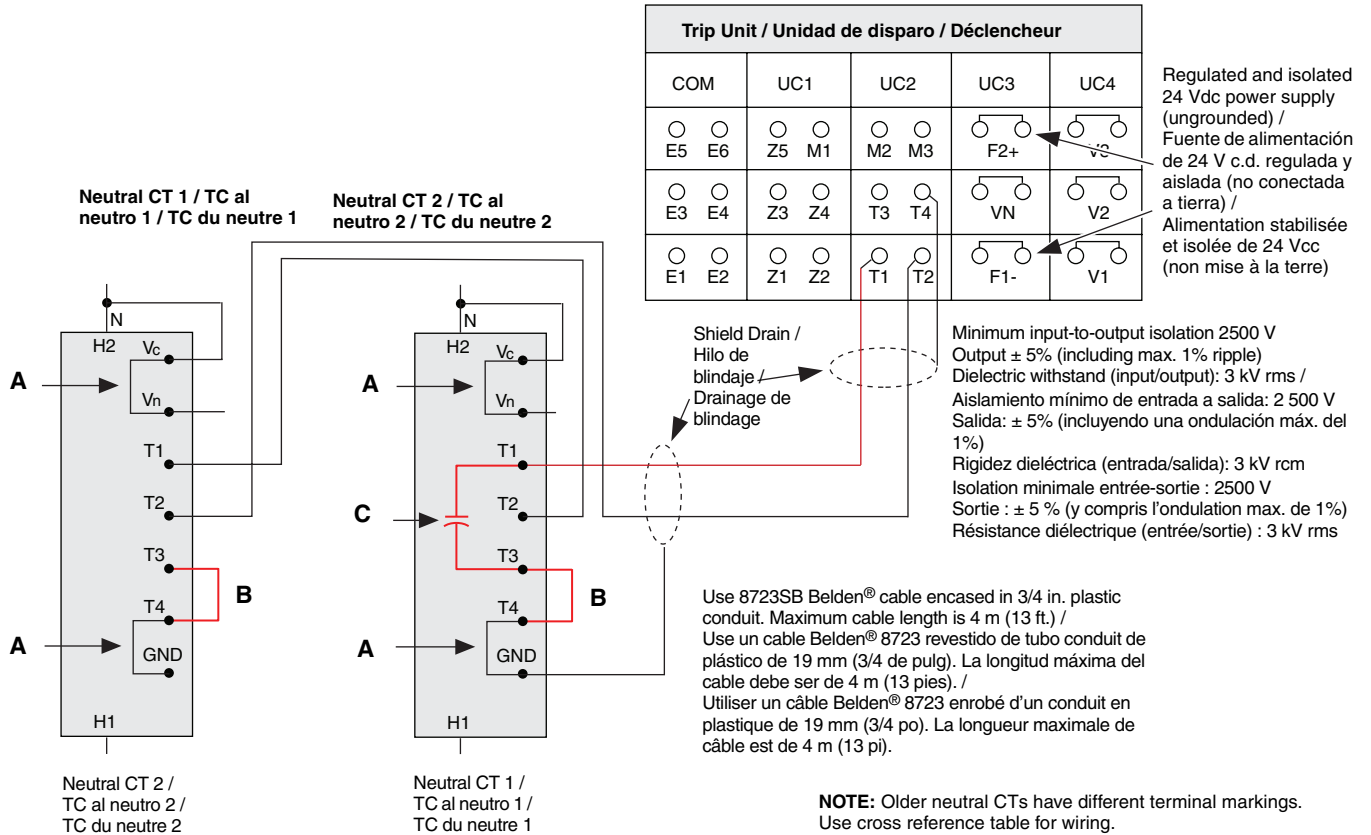 Trip Unit / Unidad de disparo / Déclencheur
COM UC1 UC2 UC3 UC4
E5 E6 Z5 M1 M2 M3 F2+ V3
E3 E4 Z3 Z4 T3 T4 VN V2
E1 E2 Z1 Z2 T1 T2 F1- V1
Regulated and isolated
24 Vdc power supply
(ungrounded) /
Fuente de alimentación
de 24 V c.d. regulada y
aislada (no conectada
a tierra) /
Alimentation stabilisée
et isolée de 24 Vcc
(non mise à la terre)
Neutral CT 1 / TC al
neutro 1 / TC du neutre 1
Neutral CT 2 / TC al
neutro 2 / TC du neutre 2
N
H2
Vc
A
Vn
T1
T2
T3
B
T4
A
GND
H1
Neutral CT 2 /
TC al neutro 2 /
TC du neutre 2
N
H2
Vc
A
Vn
T1
C
T2
T3
B
T4
A
GND
H1
Neutral CT 1 /
TC al neutro 1 /
TC du neutre 1
Shield Drain /
Hilo de
blindaje /
Drainage de
blindage
Minimum input-to-output isolation 2500 V
Output ± 5% (including max. 1% ripple)
Dielectric withstand (input/output): 3 kV rms /
Aislamiento mínimo de entrada a salida: 2 500 V
Salida: ± 5% (incluyendo una ondulación máx. del
1%)
Rigidez dieléctrica (entrada/salida): 3 kV rcm
Isolation minimale entrée-sortie : 2500 V
Sortie : ± 5 % (y compris l’ondulation max. de 1%)
Résistance diélectrique (entrée/sortie) : 3 kV rms
Use 8723SB Belden® cable encased in 3/4 in. plastic
conduit. Maximum cable length is 4 m (13 ft.) /
Use un cable Belden® 8723 revestido de tubo conduit de
plástico de 19 mm (3/4 de pulg). La longitud máxima del
cable debe ser de 4 m (13 pies). /
Utiliser un câble Belden® 8723 enrobé d’un conduit en
plastique de 19 mm (3/4 po). La longueur maximale de
câble est de 4 m (13 pi).
NOTE: Older neutral CTs have different terminal markings.
Use cross reference table for wiring.